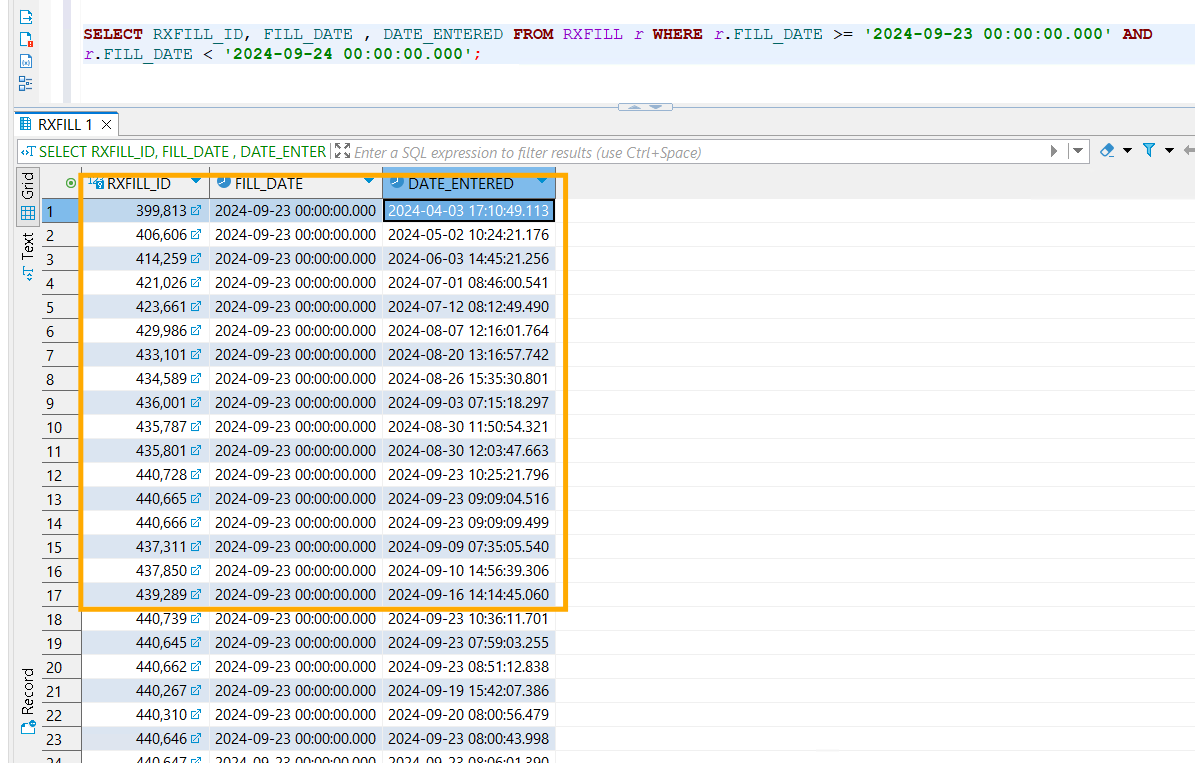 SELECT RXFILL_ID, FILL_DATE , DATE_ENTERED FROM RXFILL r WHERE r.FILL_DATE >= '2024-09-23 00:00:00.000' AND
r.FILL_DATE < '2024-09-24 00:00:00.000';
RXFILL 1
SELECT RXFILL_ID, FILL_DATE , DATE_ENTER Enter a SQL expression to filter results (use Ctrl+Space)
Grid
Text
Record
RXFILL_ID FILL_DATE DATE_ENTERED
1 399,813 2024-09-23 00:00:00.000 2024-04-03 17:10:49.113
2 406,606 2024-09-23 00:00:00.000 2024-05-02 10:24:21.176
3 414,259 2024-09-23 00:00:00.000 2024-06-03 14:45:21.256
4 421,026 2024-09-23 00:00:00.000 2024-07-01 08:46:00.541
5 423,661 2024-09-23 00:00:00.000 2024-07-12 08:12:49.490
6 429,986 2024-09-23 00:00:00.000 2024-08-07 12:16:01.764
7 433,101 2024-09-23 00:00:00.000 2024-08-20 13:16:57.742
8 434,589 2024-09-23 00:00:00.000 2024-08-26 15:35:30.801
9 436,001 2024-09-23 00:00:00.000 2024-09-03 07:15:18.297
10 435,787 2024-09-23 00:00:00.000 2024-08-30 11:50:54.321
11 435,801 2024-09-23 00:00:00.000 2024-08-30 12:03:47.663
12 440,728 2024-09-23 00:00:00.000 2024-09-23 10:25:21.796
13 440,665 2024-09-23 00:00:00.000 2024-09-23 09:09:04.516
14 440,666 2024-09-23 00:00:00.000 2024-09-23 09:09:09.499
15 437,311 2024-09-23 00:00:00.000 2024-09-09 07:35:05.540
16 437,850 2024-09-23 00:00:00.000 2024-09-10 14:56:39.306
17 439,289 2024-09-23 00:00:00.000 2024-09-16 14:14:45.060
18 440,739 2024-09-23 00:00:00.000 2024-09-23 10:36:11.701
19 440,645 2024-09-23 00:00:00.000 2024-09-23 07:59:03.255
20 440,662 2024-09-23 00:00:00.000 2024-09-23 08:51:12.838
21 440,267 2024-09-23 00:00:00.000 2024-09-19 15:42:07.386
22 440,310 2024-09-23 00:00:00.000 2024-09-20 08:00:56.479
23 440,646 2024-09-23 00:00:00.000 2024-09-23 08:00:43.998
24 440,647 2024-09-23 00:00:00.000 2024-09-23 08:06:01.390